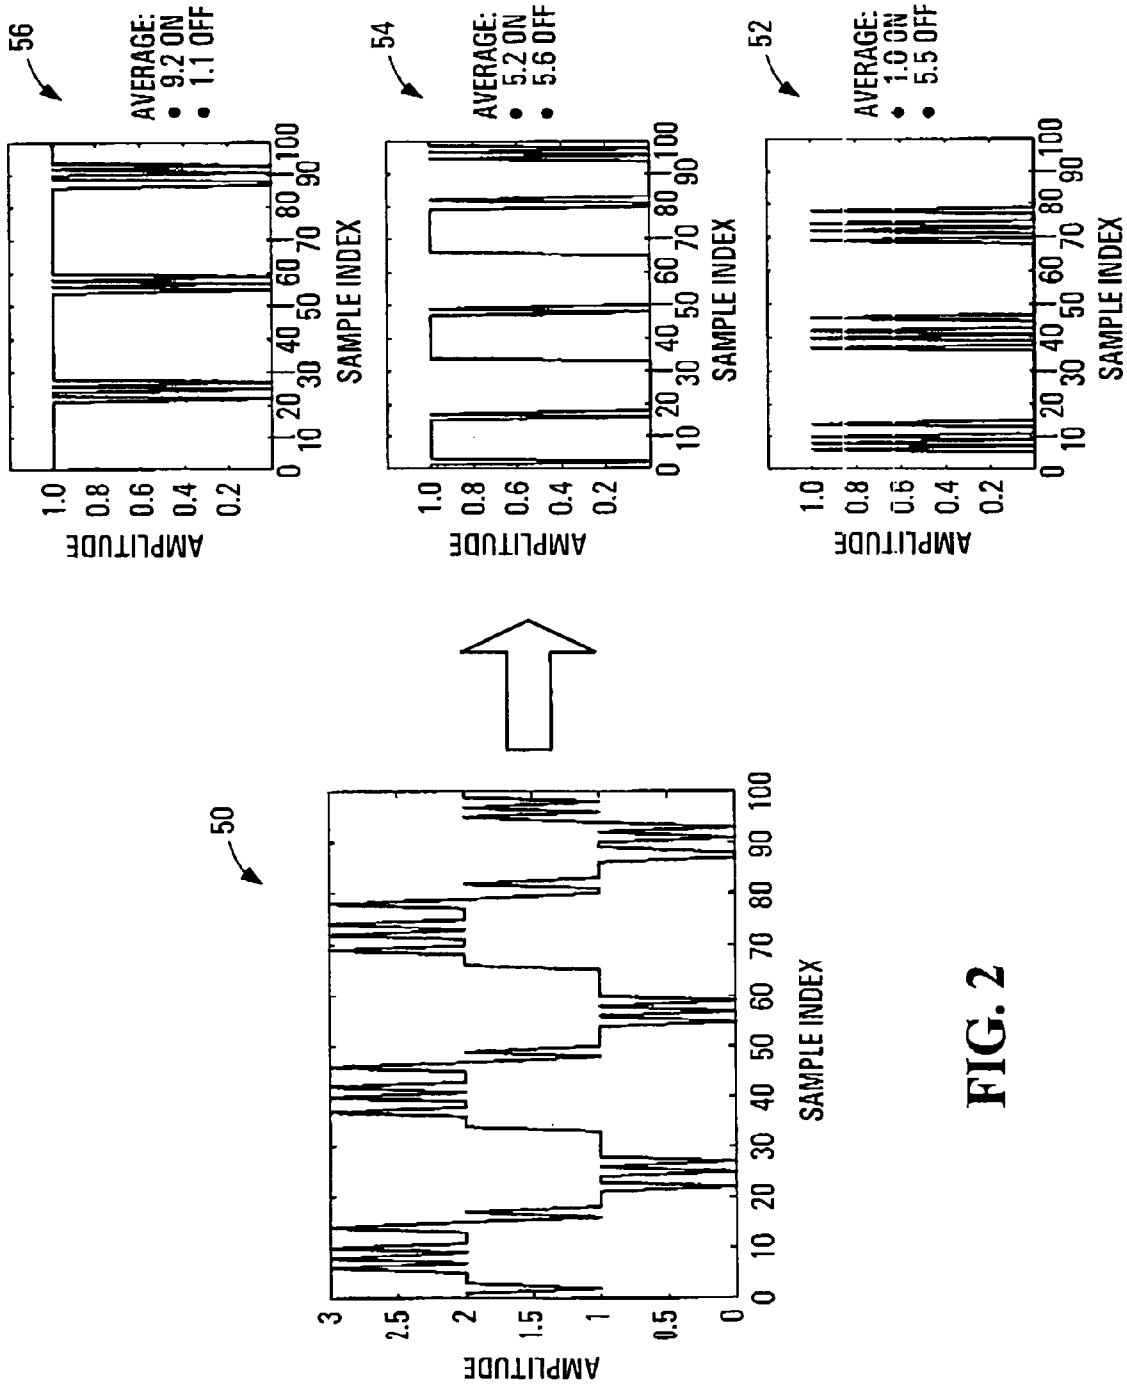 50
AMPLITUDE
3
2.5
2
1.5
1
0.5
0
0 10 20 30 40 50 60 70 80 90 100
SAMPLE INDEX
56
AMPLITUDE
1.0
0.8
0.6
0.4
0.2
0 10 20 30 40 50 60 70 80 90 100
SAMPLE INDEX
AVERAGE:
• 9.2 ON
• 1.1 OFF
54
AMPLITUDE
1.0
0.8
0.6
0.4
0.2
0 10 20 30 40 50 60 70 80 90 100
SAMPLE INDEX
AVERAGE:
• 5.2 ON
• 5.6 OFF
52
AMPLITUDE
1.0
0.8
0.6
0.4
0.2
0 10 20 30 40 50 60 70 80 90 100
SAMPLE INDEX
AVERAGE:
• 1.0 ON
• 5.5 OFF
FIG. 2